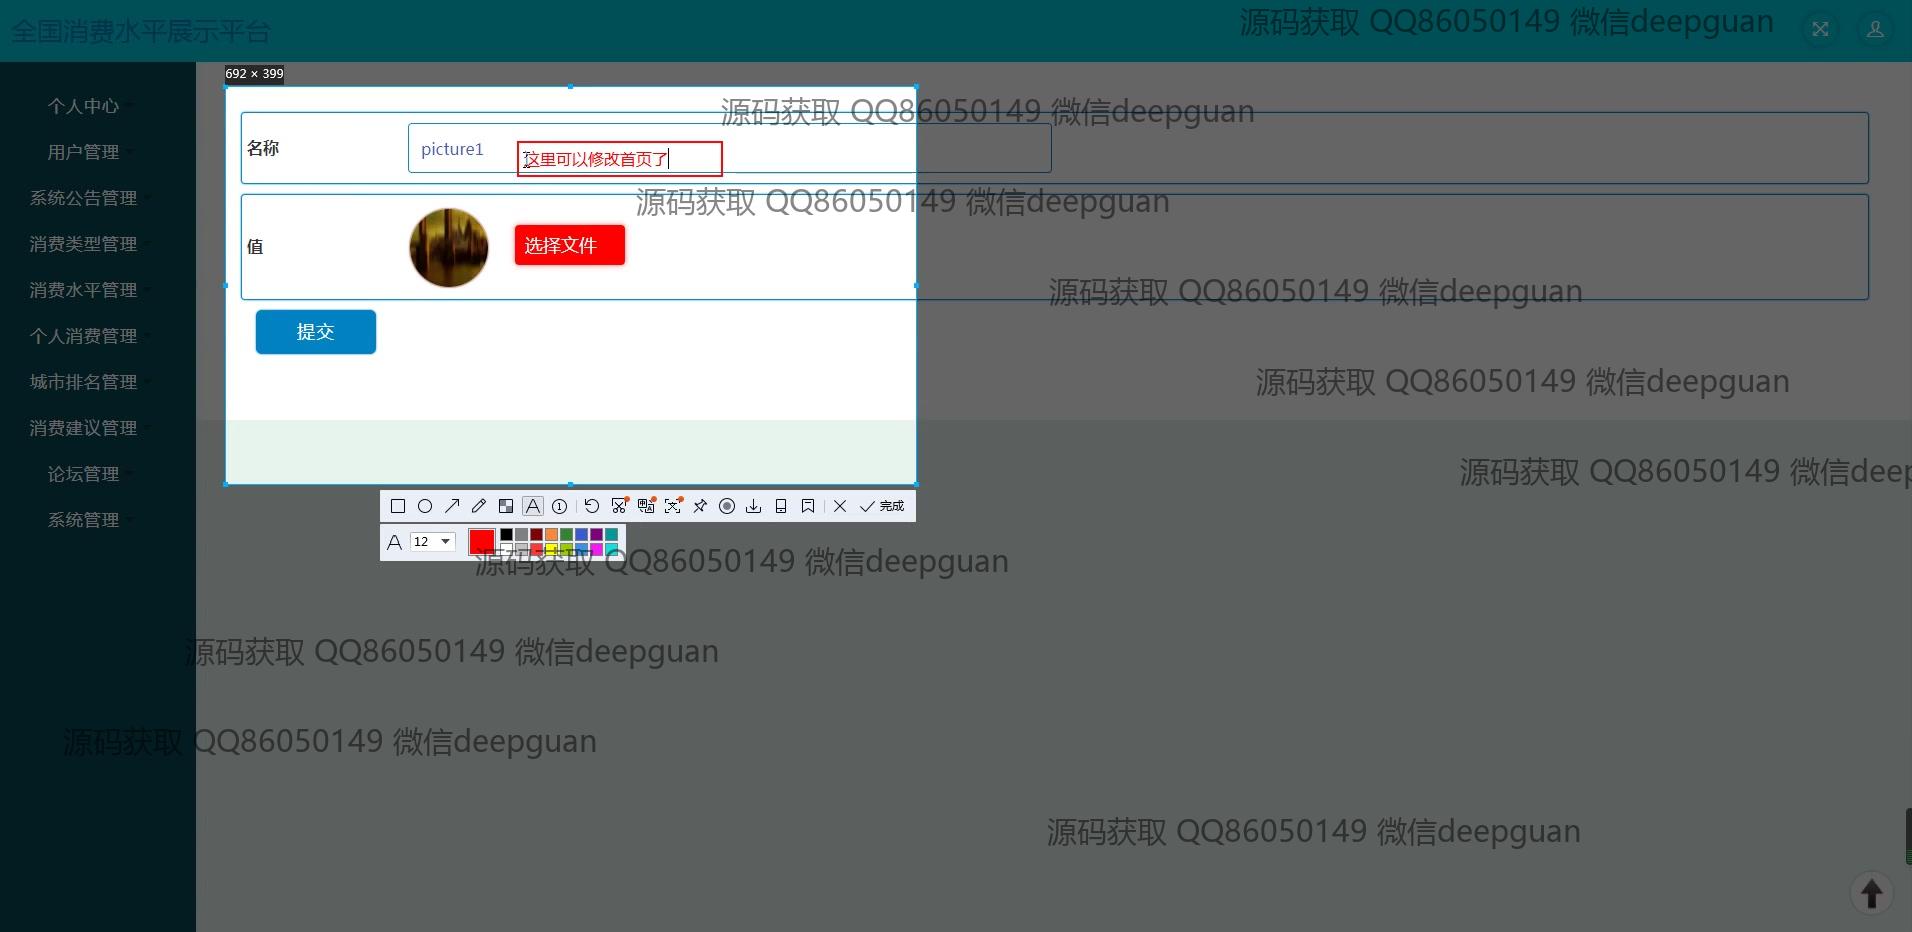 全国消费水平展示平台
源码获取 QQ86050149 微信deepguan
692 × 399
个人中心
用户管理
系统公告管理
消费类型管理
消费水平管理
个人消费管理
城市排名管理
消费建议管理
论坛管理
系统管理
源码获取 QQ86050149 微信deepguan
名称
picture1
这里可以修改首页了
源码获取 QQ86050149 微信deepguan
值
选择文件
源码获取 QQ86050149 微信deepguan
提交
源码获取 QQ86050149 微信deepguan
源码获取 QQ86050149 微信deep
A 1 完成
A 12
源码获取 QQ86050149 微信deepguan
源码获取 QQ86050149 微信deepguan
源码获取 QQ86050149 微信deepguan
源码获取 QQ86050149 微信deepguan